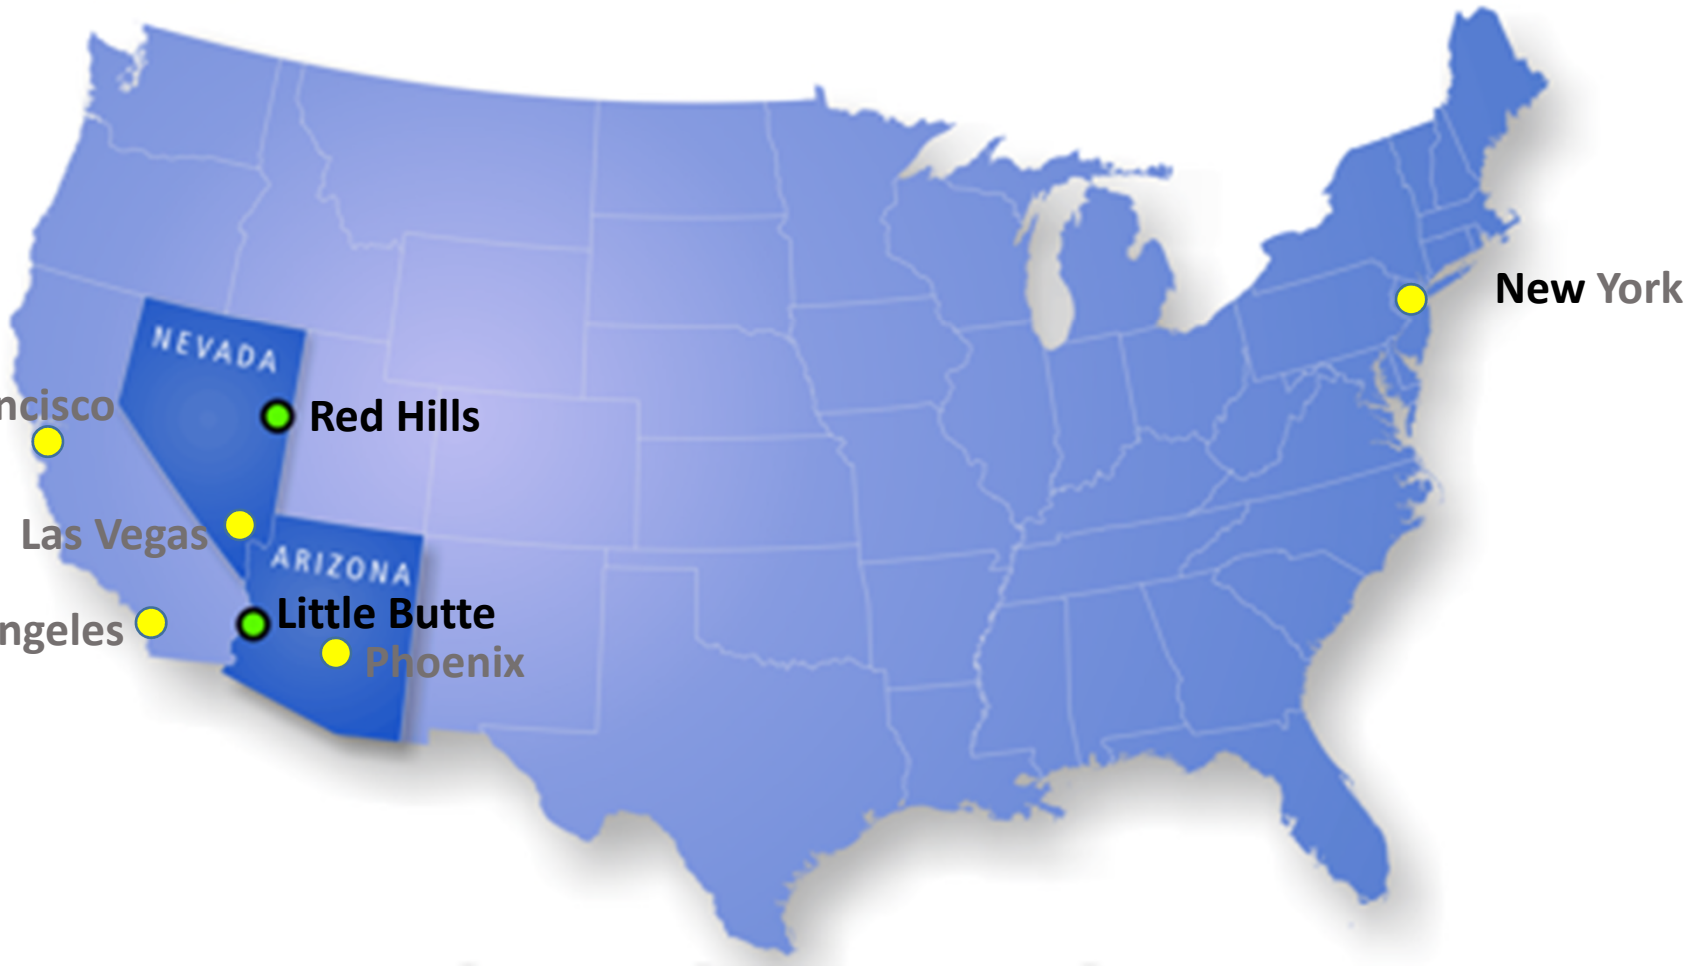 New York
NEVADA
ncisco
Red Hills
Las Vegas
ARIZONA
Little Butte
ngeles
Phoenix